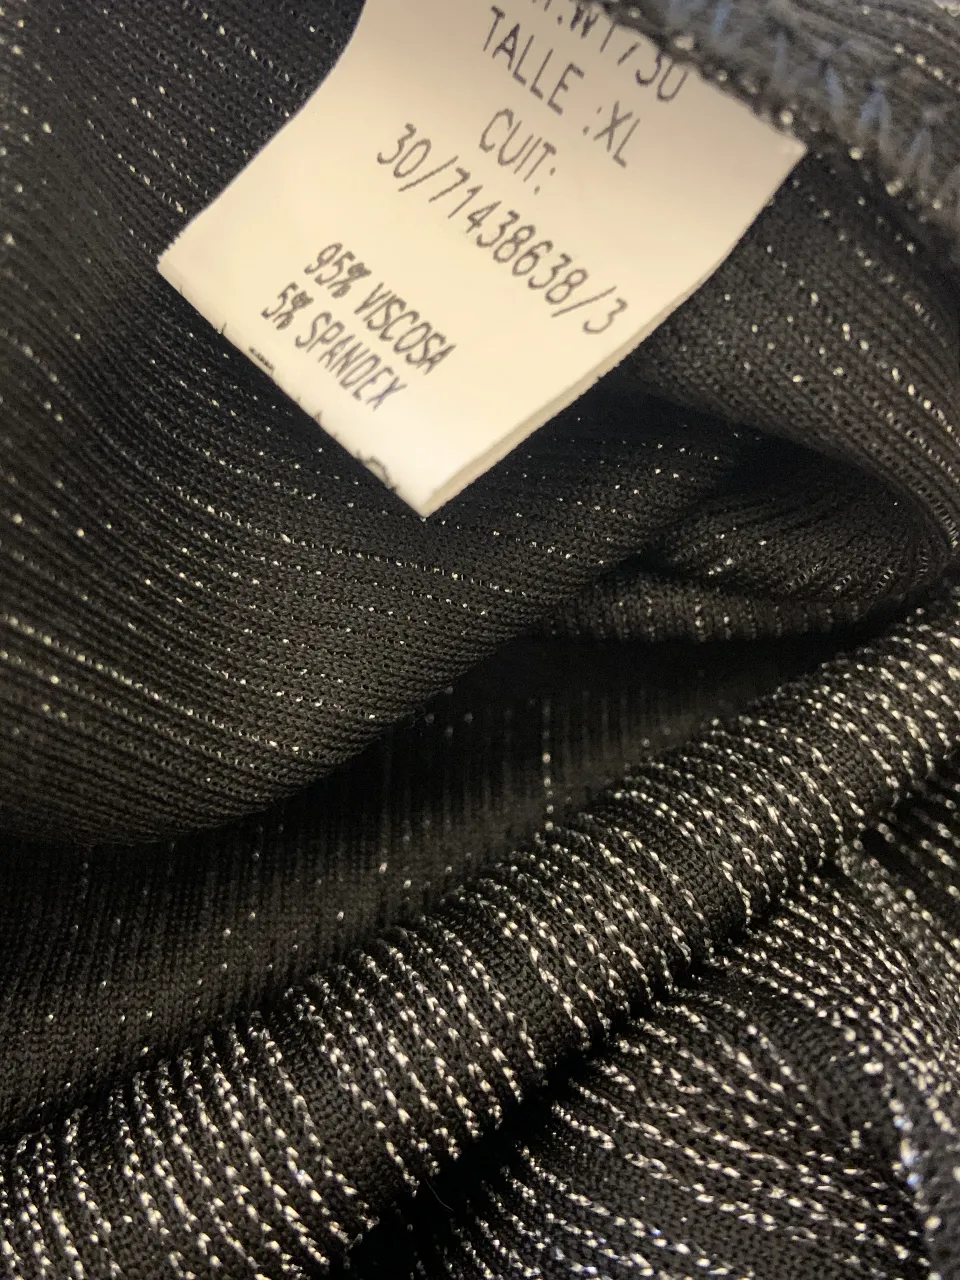 TALLE :XL
CUIT:
30/71438638/3
95% VISCOSA
5% SPANDEX